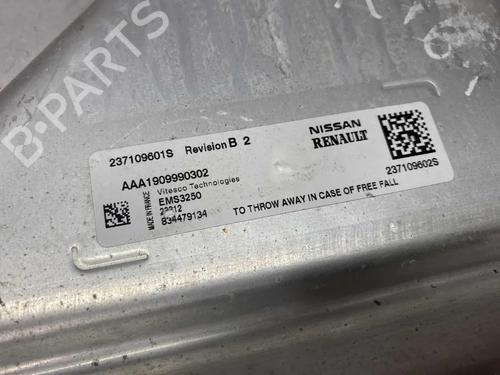 237109601S Revision B 2
NISSAN
RENAULT
237109602S
AAA1909990302
Vitesco Technologies
MADE IN FRANCE
EMS3250
834479134
TO THROW AWAY IN CASE OF FREE FALL
B-PARTS